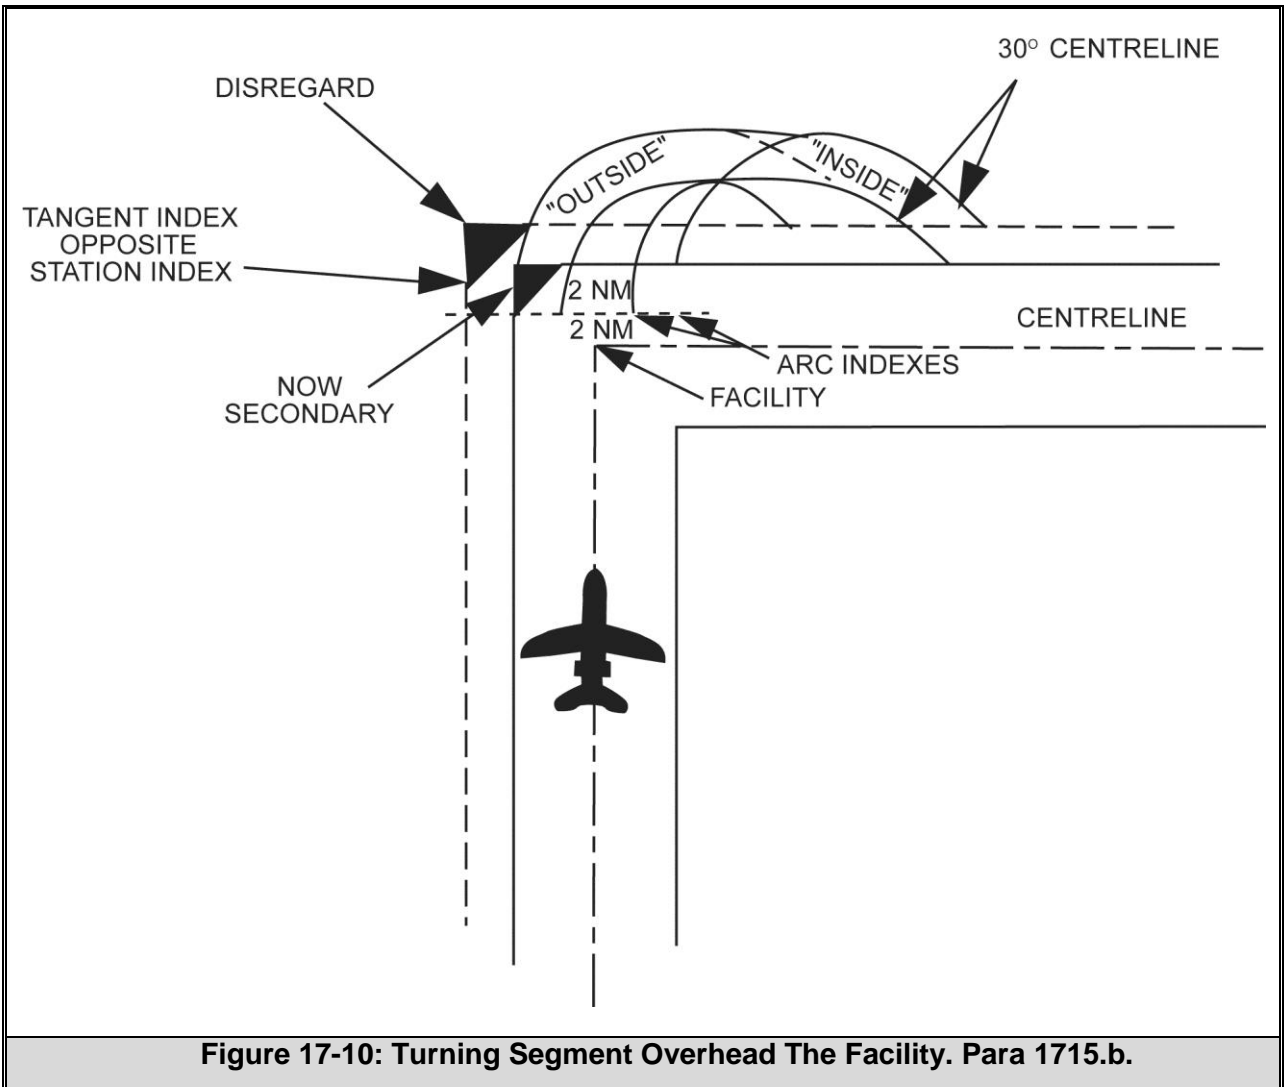 30° CENTRELINE
DISREGARD
"OUTSIDE"
"INSIDE"
TANGENT INDEX
OPPOSITE
STATION INDEX
2 NM
2 NM
CENTRELINE
ARC INDEXES
NOW
SECONDARY
FACILITY
Figure 17-10: Turning Segment Overhead The Facility. Para 1715.b.